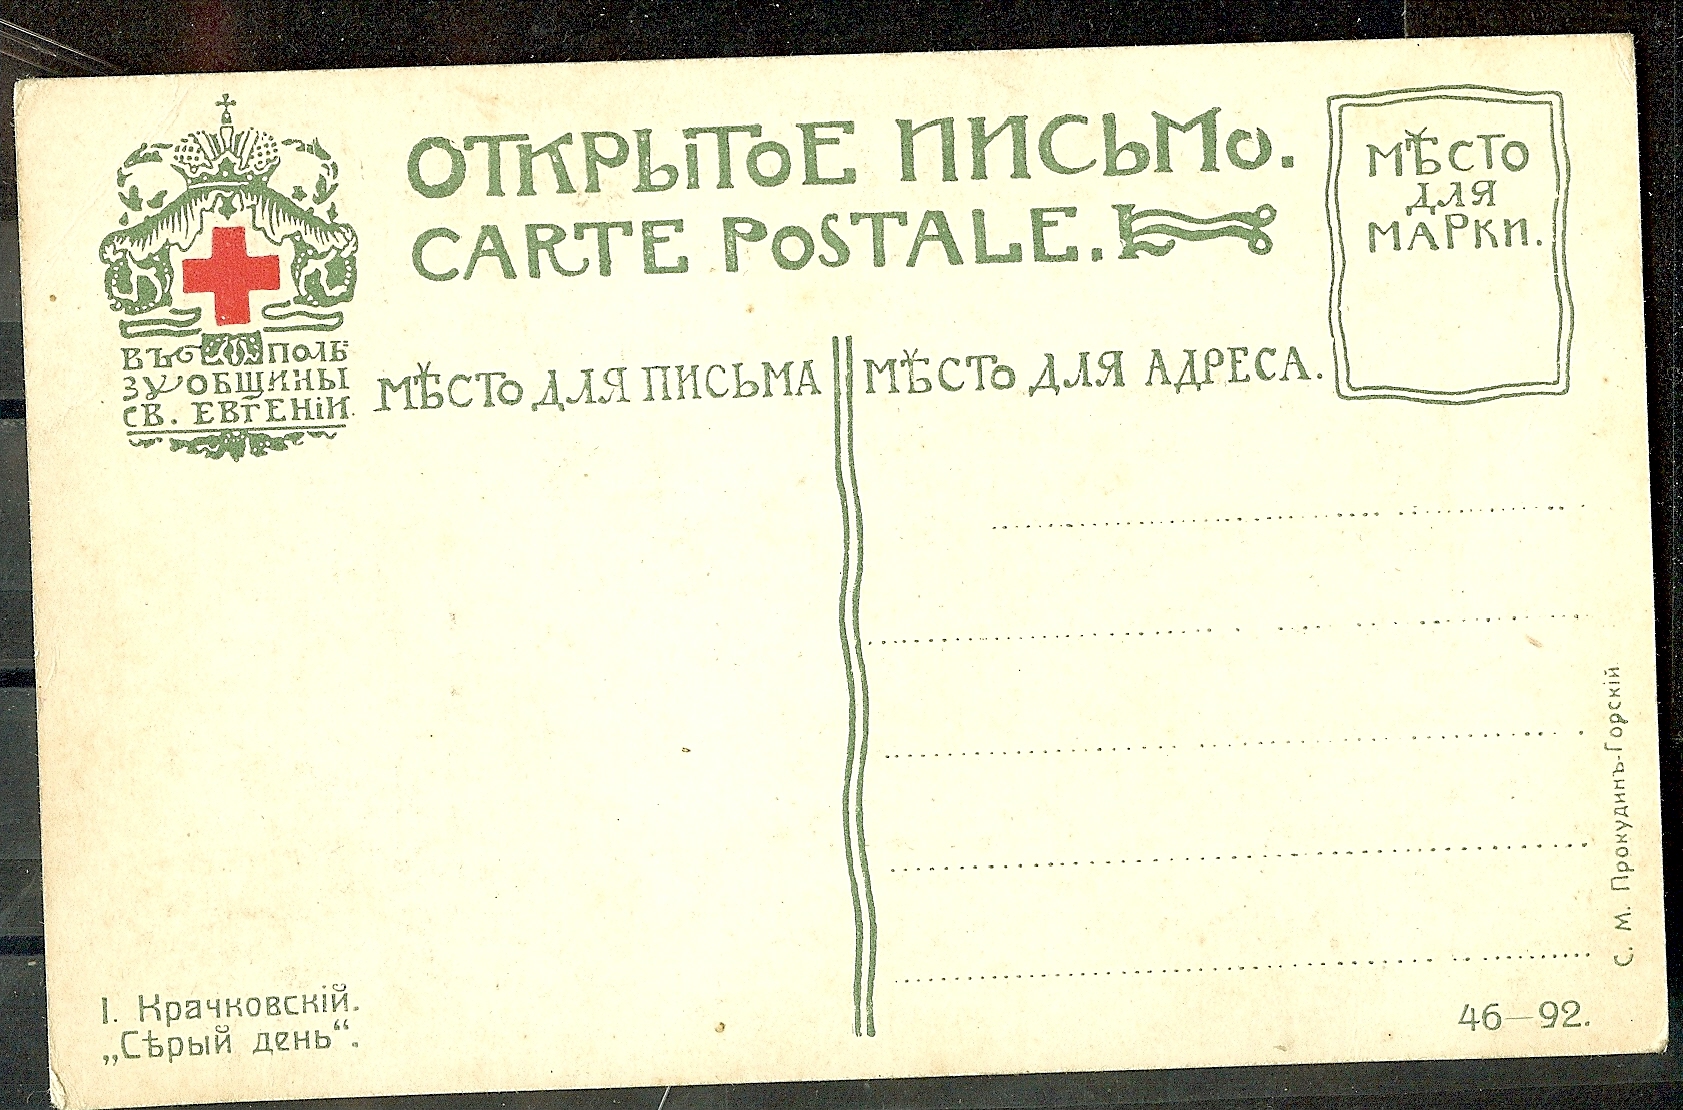 ОТКРЫТОЕ ПИСЬМО.
CARTE POSTALE.
МѢСТО
ДЛЯ
МАРКИ.
ВЪ ПОЛЬ
ЗУ ОБЩИНЫ
СВ. ЕВГЕНІИ.
МѢСТО ДЛЯ ПИСЬМА
МѢСТО ДЛЯ АДРЕСА.
С. М. Прокудинъ-Горскій
І. Крачковскій.
„Сѣрый день“.
46—92.